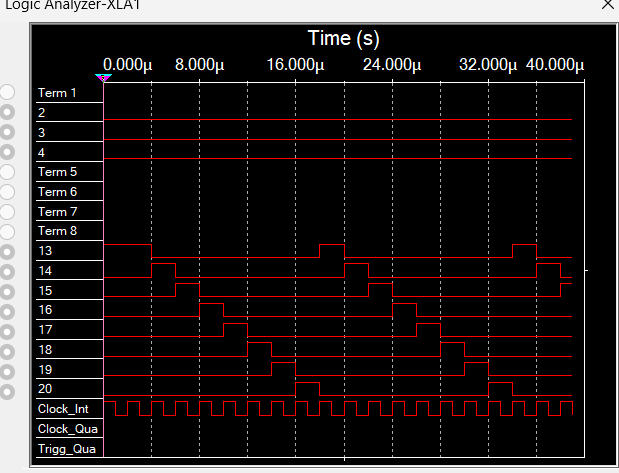 Logic Analyzer-XLA1
Time (s)
0.000µ 8.000µ 16.000µ 24.000µ 32.000µ 40.000µ
Term 1
2
3
4
Term 5
Term 6
Term 7
Term 8
13
14
15
16
17
18
19
20
Clock_Int
Clock_Qua
Trigg_Qua